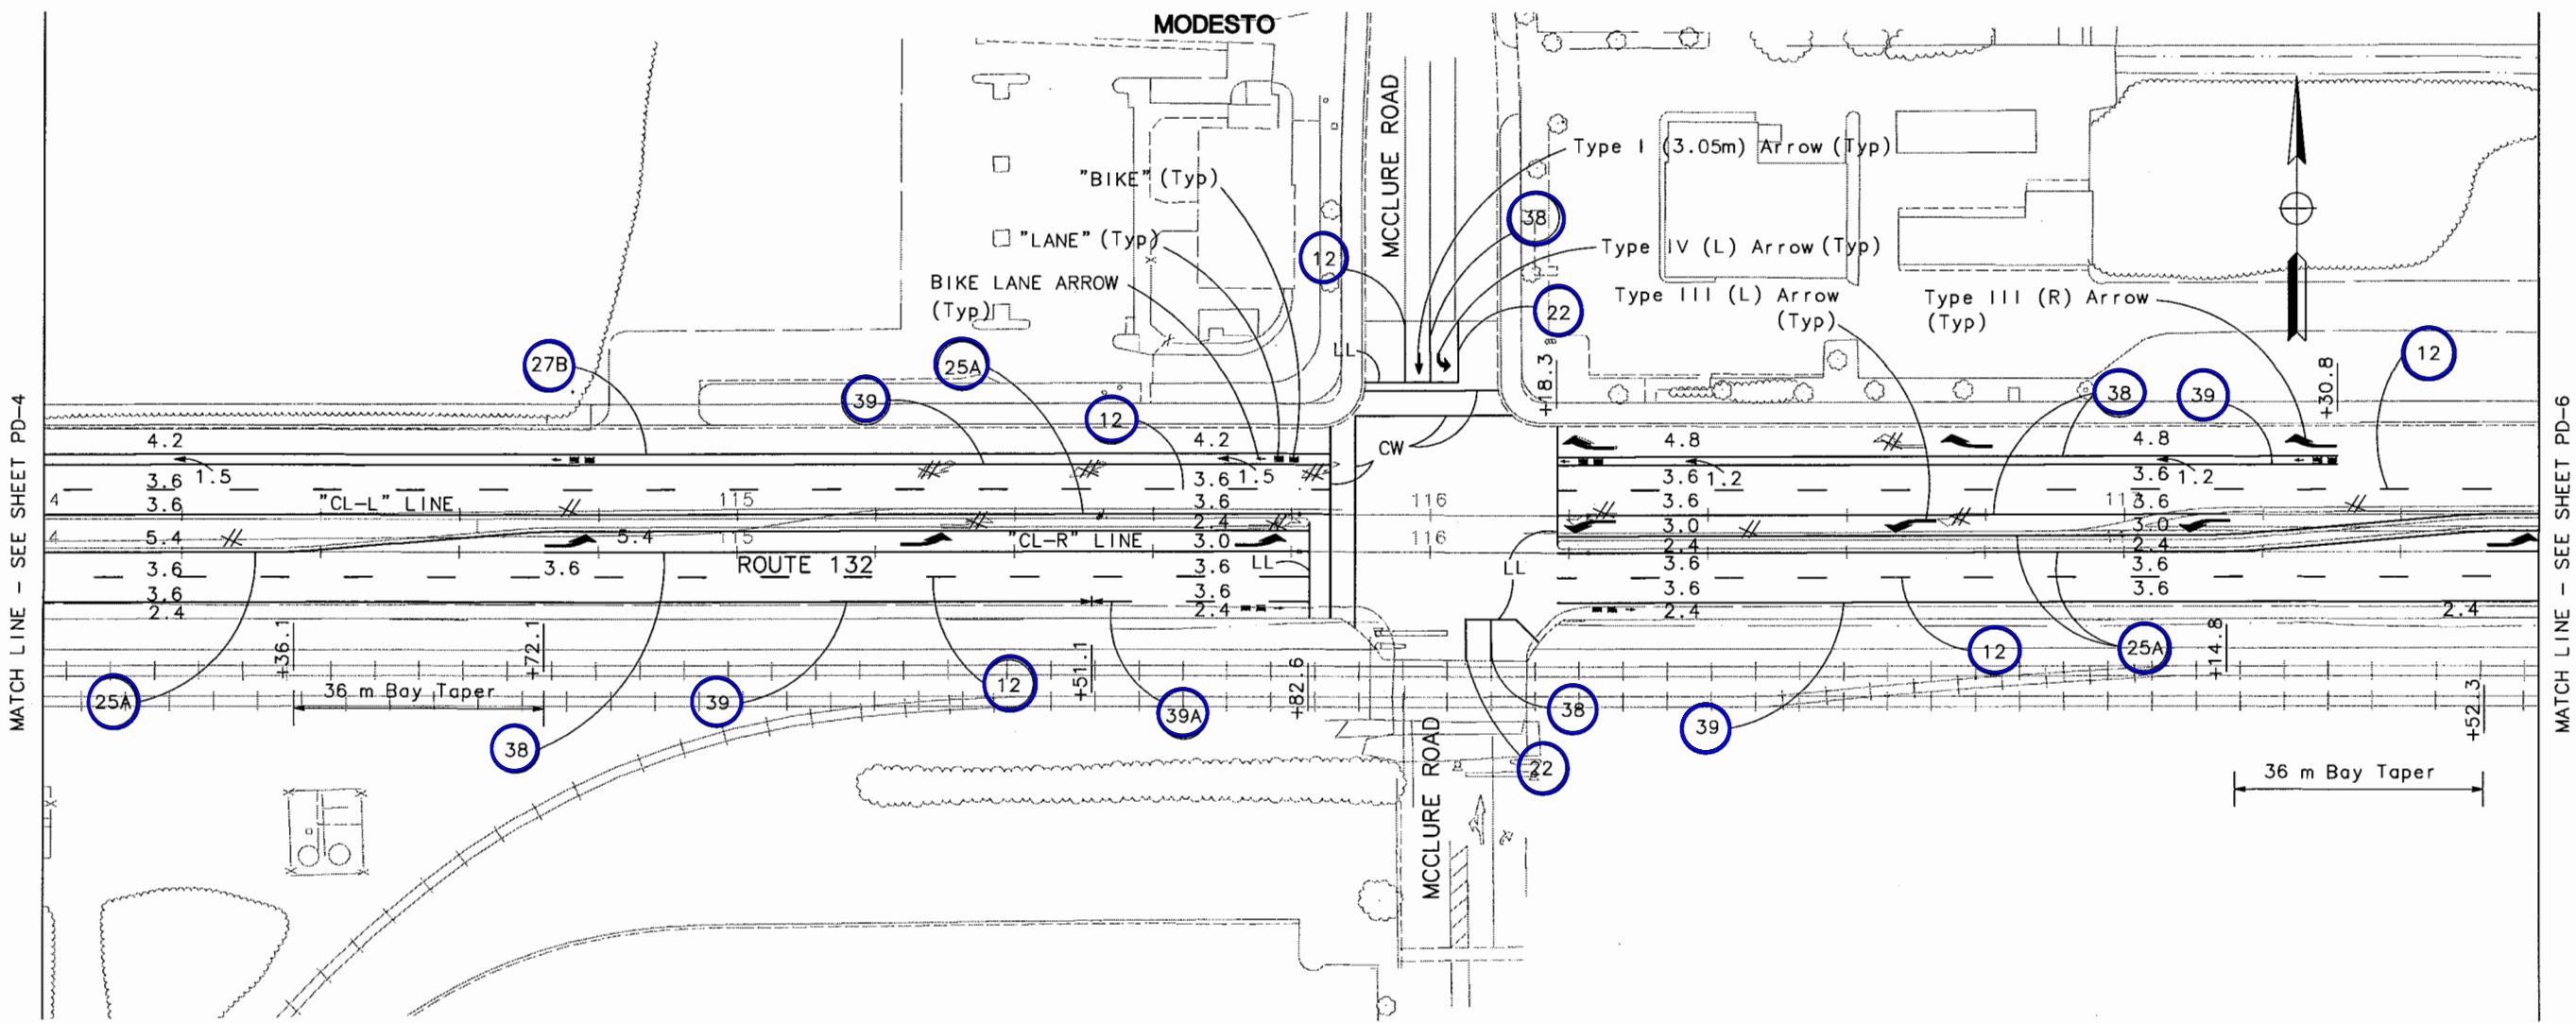 MODESTO
MCCLURE ROAD
Type I (3.05m) Arrow (Typ)
"BIKE" (Typ)
38
"LANE" (Typ)
12
Type IV (L) Arrow (Typ)
BIKE LANE ARROW
(Typ)
22
Type III (L) Arrow
(Typ)
Type III (R) Arrow
(Typ)
27B
25A
39
12
LL
+18.3
38
39
+30.8
12
MATCH LINE - SEE SHEET PD-4
MATCH LINE - SEE SHEET PD-6
4.2
4.2
CW
4.8
4.8
3.6
1.5
3.6
1.5
3.6
1.2
3.6
1.2
4
3.6
"CL-L" LINE
115
3.6
116
3.6
3.6
2.4
3.0
3.0
4
5.4
5.4
115
"CL-R" LINE
3.0
116
2.4
2.4
3.6
3.6
ROUTE 132
3.6
LL
LL
3.6
3.6
3.6
3.6
3.6
3.6
2.4
2.4
2.4
2.4
+36.1
+72.1
+51.1
+82.6
12
25A
+14.8
25A
36 m Bay Taper
39
12
39A
38
39
+52.3
38
22
MCCLURE ROAD
36 m Bay Taper